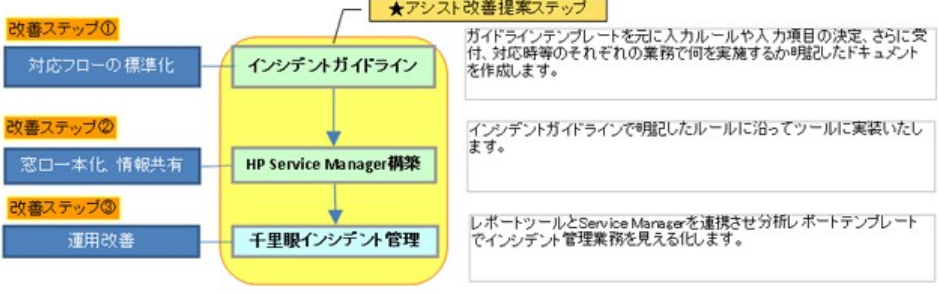 ★アシスト改善提案ステップ
改善ステップ①
対応フローの標準化
インシデントガイドライン
ガイドラインテンプレートを元に入力ルールや入力項目の決定、さらに受
付、対応時等のそれぞれの業務で何を実施するか明記したドキュメント
を作成します。
改善ステップ②
窓口一本化、情報共有
HP Service Manager構築
インシデントガイドラインで明記したルールに沿ってツールに実装いたし
ます。
改善ステップ③
運用改善
千里眼インシデント管理
レポートツールとService Managerを連携させ分析レポートテンプレート
でインシデント管理業務を見える化します。